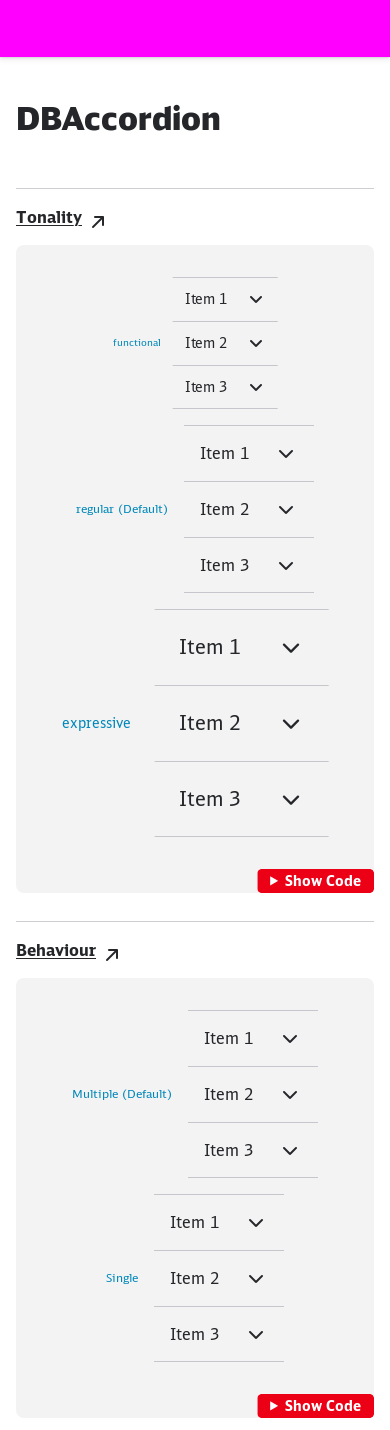 DBAccordion
Tonality
Item 1
functional Item 2
Item 3
Item 1
regular (Default) Item 2
Item 3
Item 1
expressive Item 2
Item 3
Show Code
Behaviour
Item 1
Multiple (Default) Item 2
Item 3
Item 1
Single Item 2
Item 3
Show Code